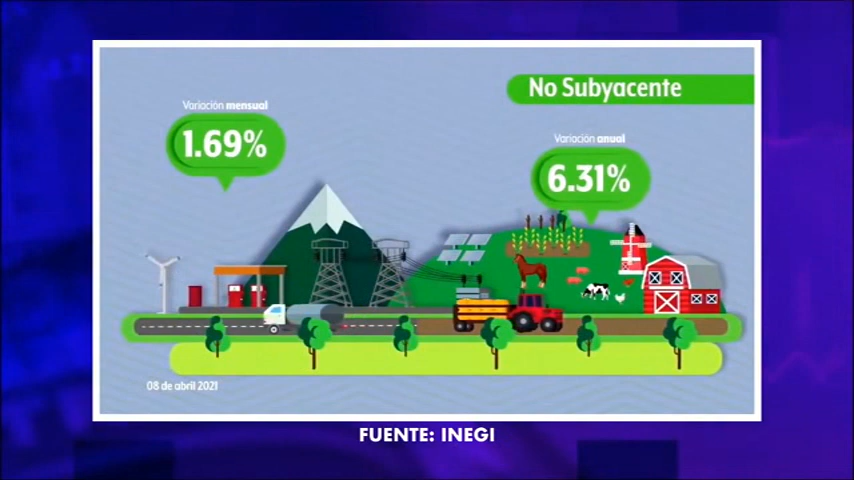 No Subyacente
Variación mensual
1.69%
Variación anual
6.31%
08 de abril 2021
FUENTE: INEGI